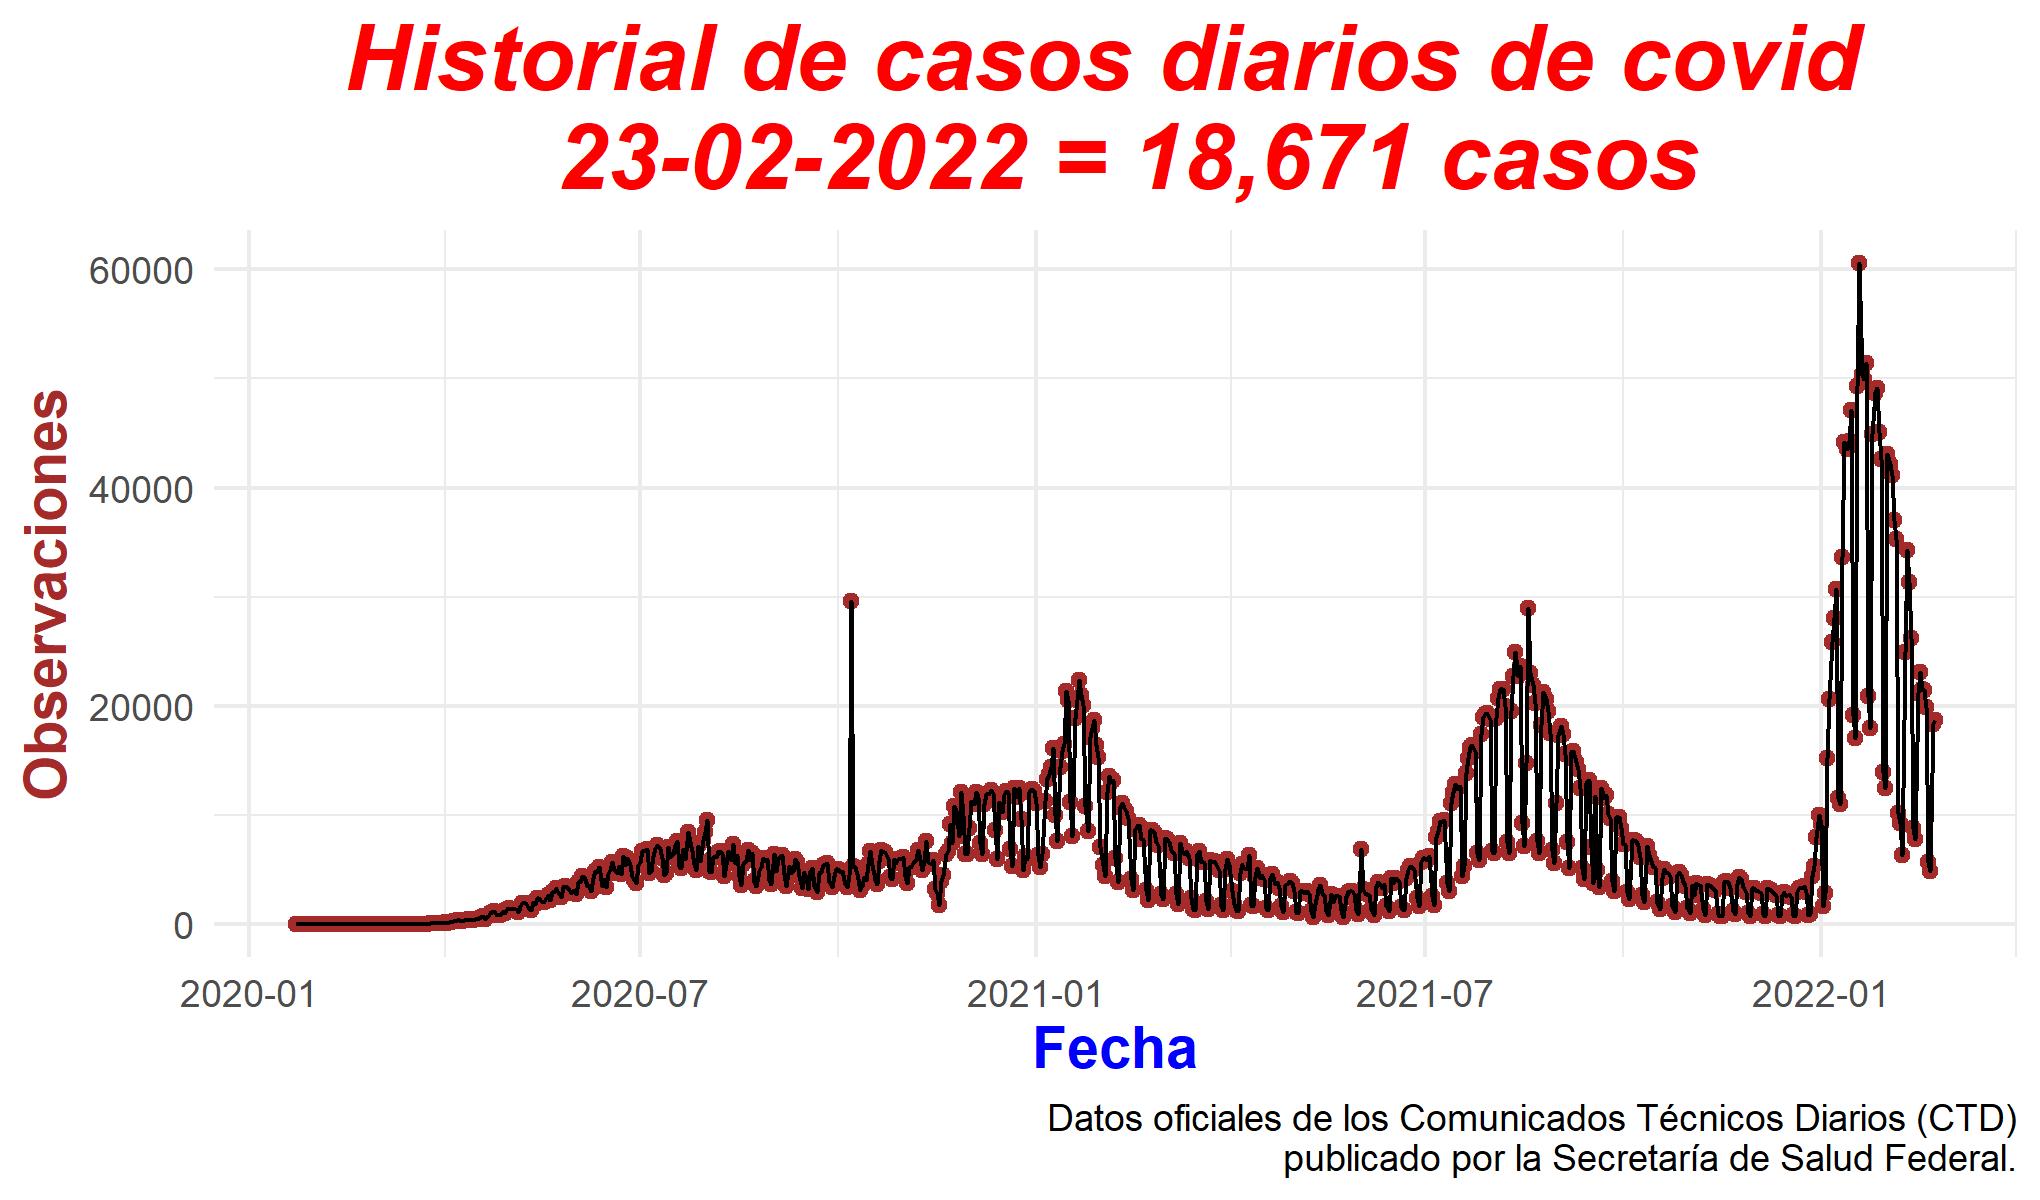 Historial de casos diarios de covid
23-02-2022 = 18,671 casos
Observaciones
60000
40000
20000
0
2020-01
2020-07
2021-01
2021-07
2022-01
Fecha
Datos oficiales de los Comunicados Técnicos Diarios (CTD)
publicado por la Secretaría de Salud Federal.